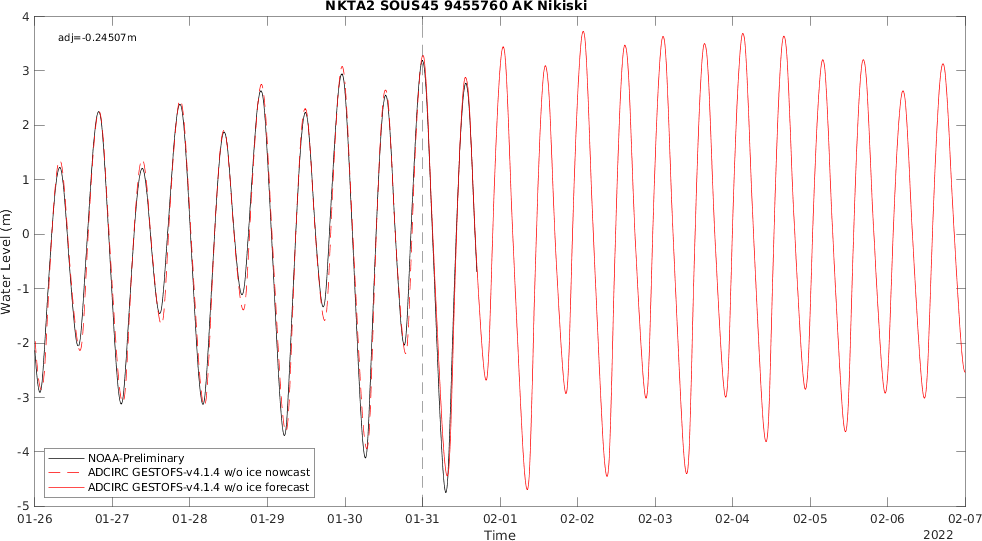 NKTA2 SOUS45 9455760 AK Nikiski
adj=-0.24507m
Water Level (m)
4
3
2
1
0
-1
-2
-3
-4
-5
NOAA-Preliminary
ADCIRC GESTOFS-v4.1.4 w/o ice nowcast
ADCIRC GESTOFS-v4.1.4 w/o ice forecast
01-26 01-27 01-28 01-29 01-30 01-31 02-01 02-02 02-03 02-04 02-05 02-06 02-07
Time
2022